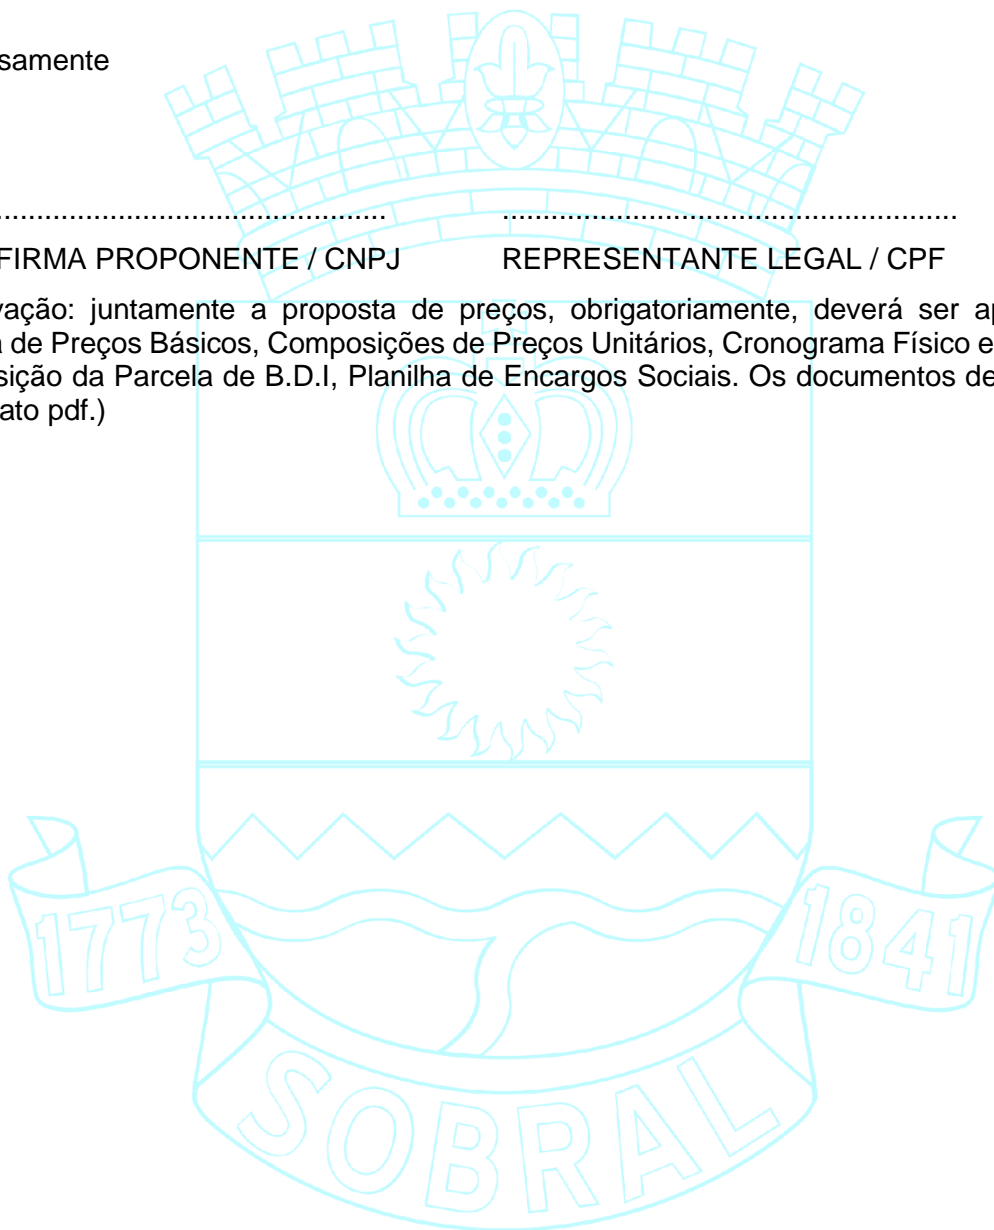 samente
............................................... ........................................................
FIRMA PROPONENTE / CNPJ REPRESENTANTE LEGAL / CPF
vação: juntamente a proposta de preços, obrigatoriamente, deverá ser ap
de Preços Básicos, Composições de Preços Unitários, Cronograma Físico e
sição da Parcela de B.D.I, Planilha de Encargos Sociais. Os documentos de
ato pdf.)
1773
1841
SOBRAL